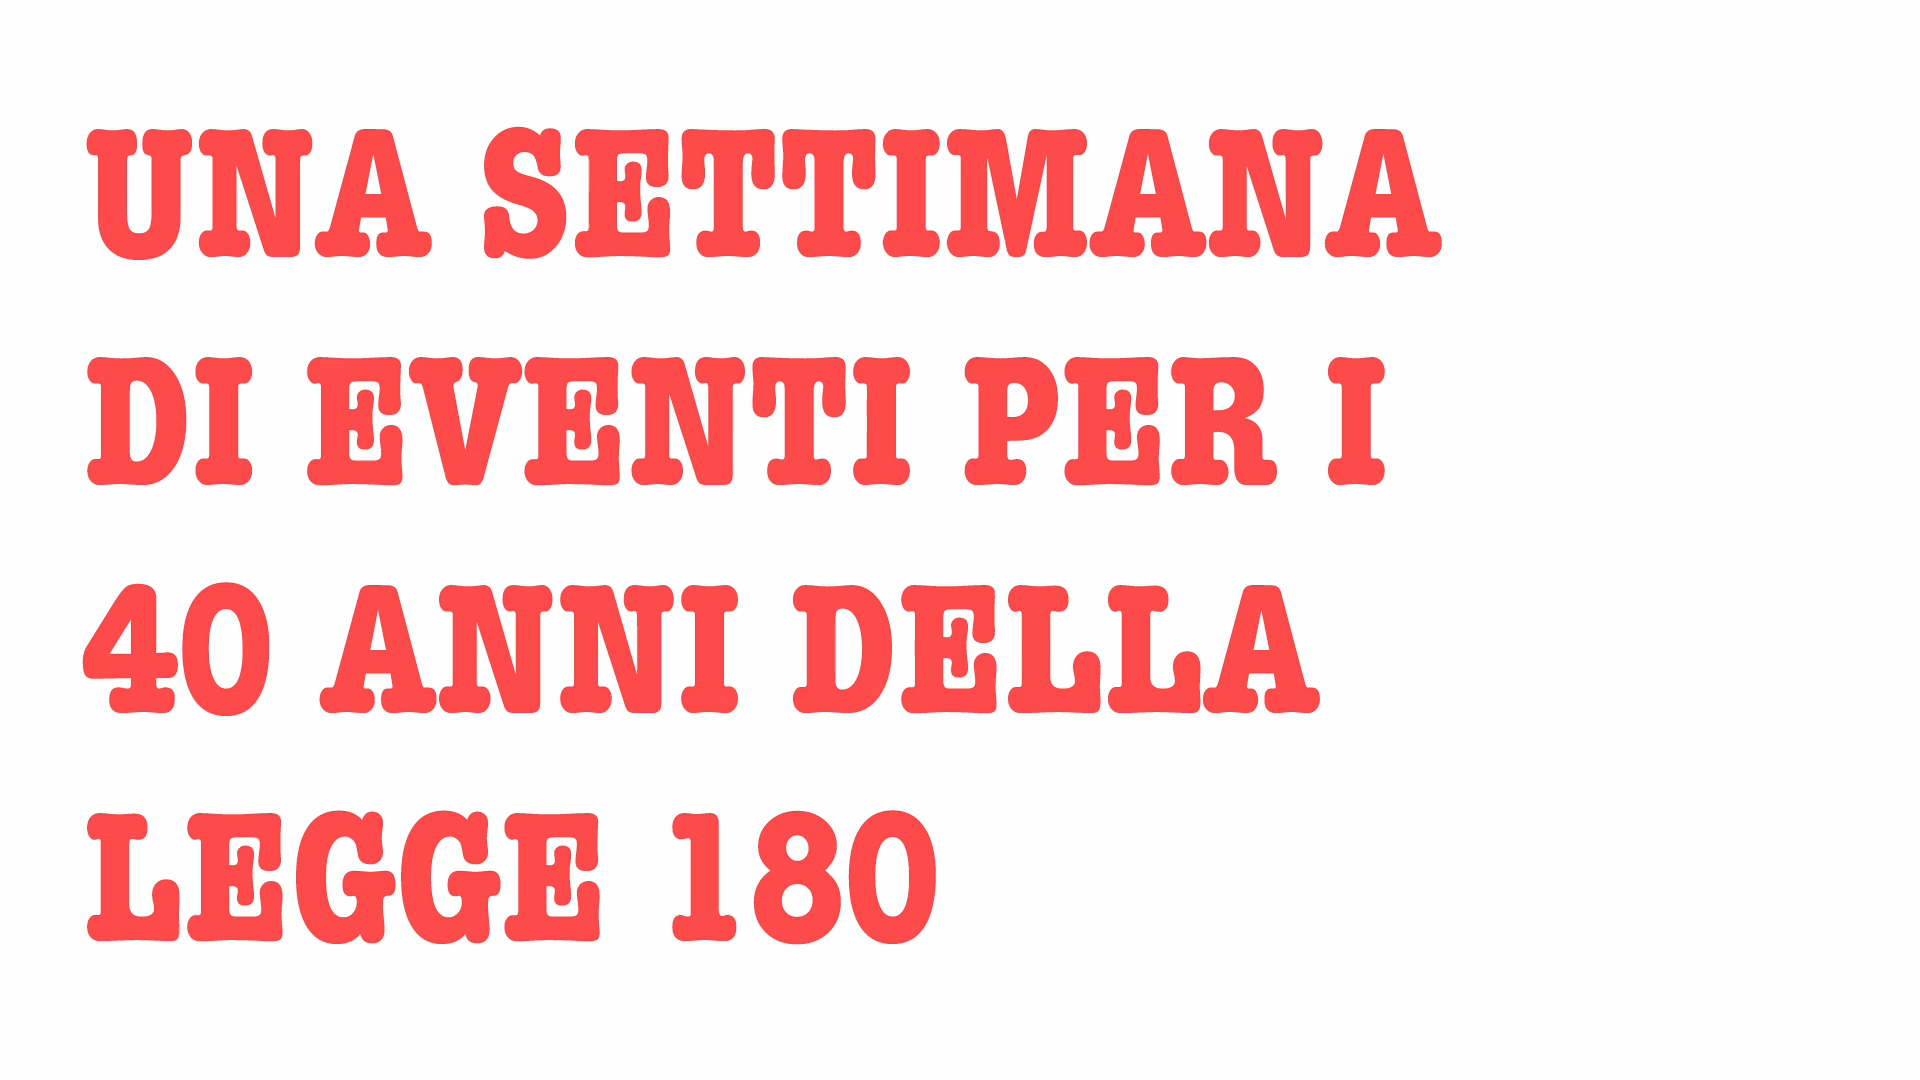 UNA SETTIMANA
DI EVENTI PER I
40 ANNI DELLA
LEGGE 180